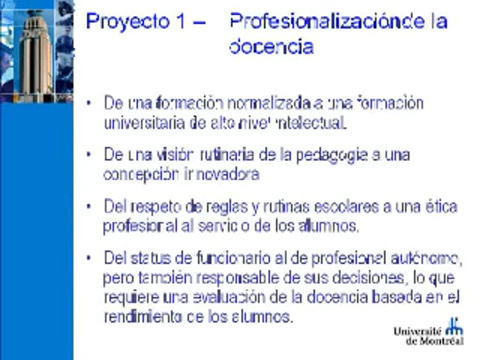 Proyecto 1 – Profesionalizaciónde la
docencia
• De una formación normalizada a una formación
universitaria de alto nivel intelectual.
• De una visión rutinaria de la pedagogía a una
concepción innovadora
• Del respeto de reglas y rutinas escolares a una ética
profesional al servicio de los alumnos.
• Del status de funcionario al de profesional autónomo,
pero también responsable de sus decisiones, lo que
requiere una evaluación de la docencia basada en el
rendimiento de los alumnos.
Université
de Montréal